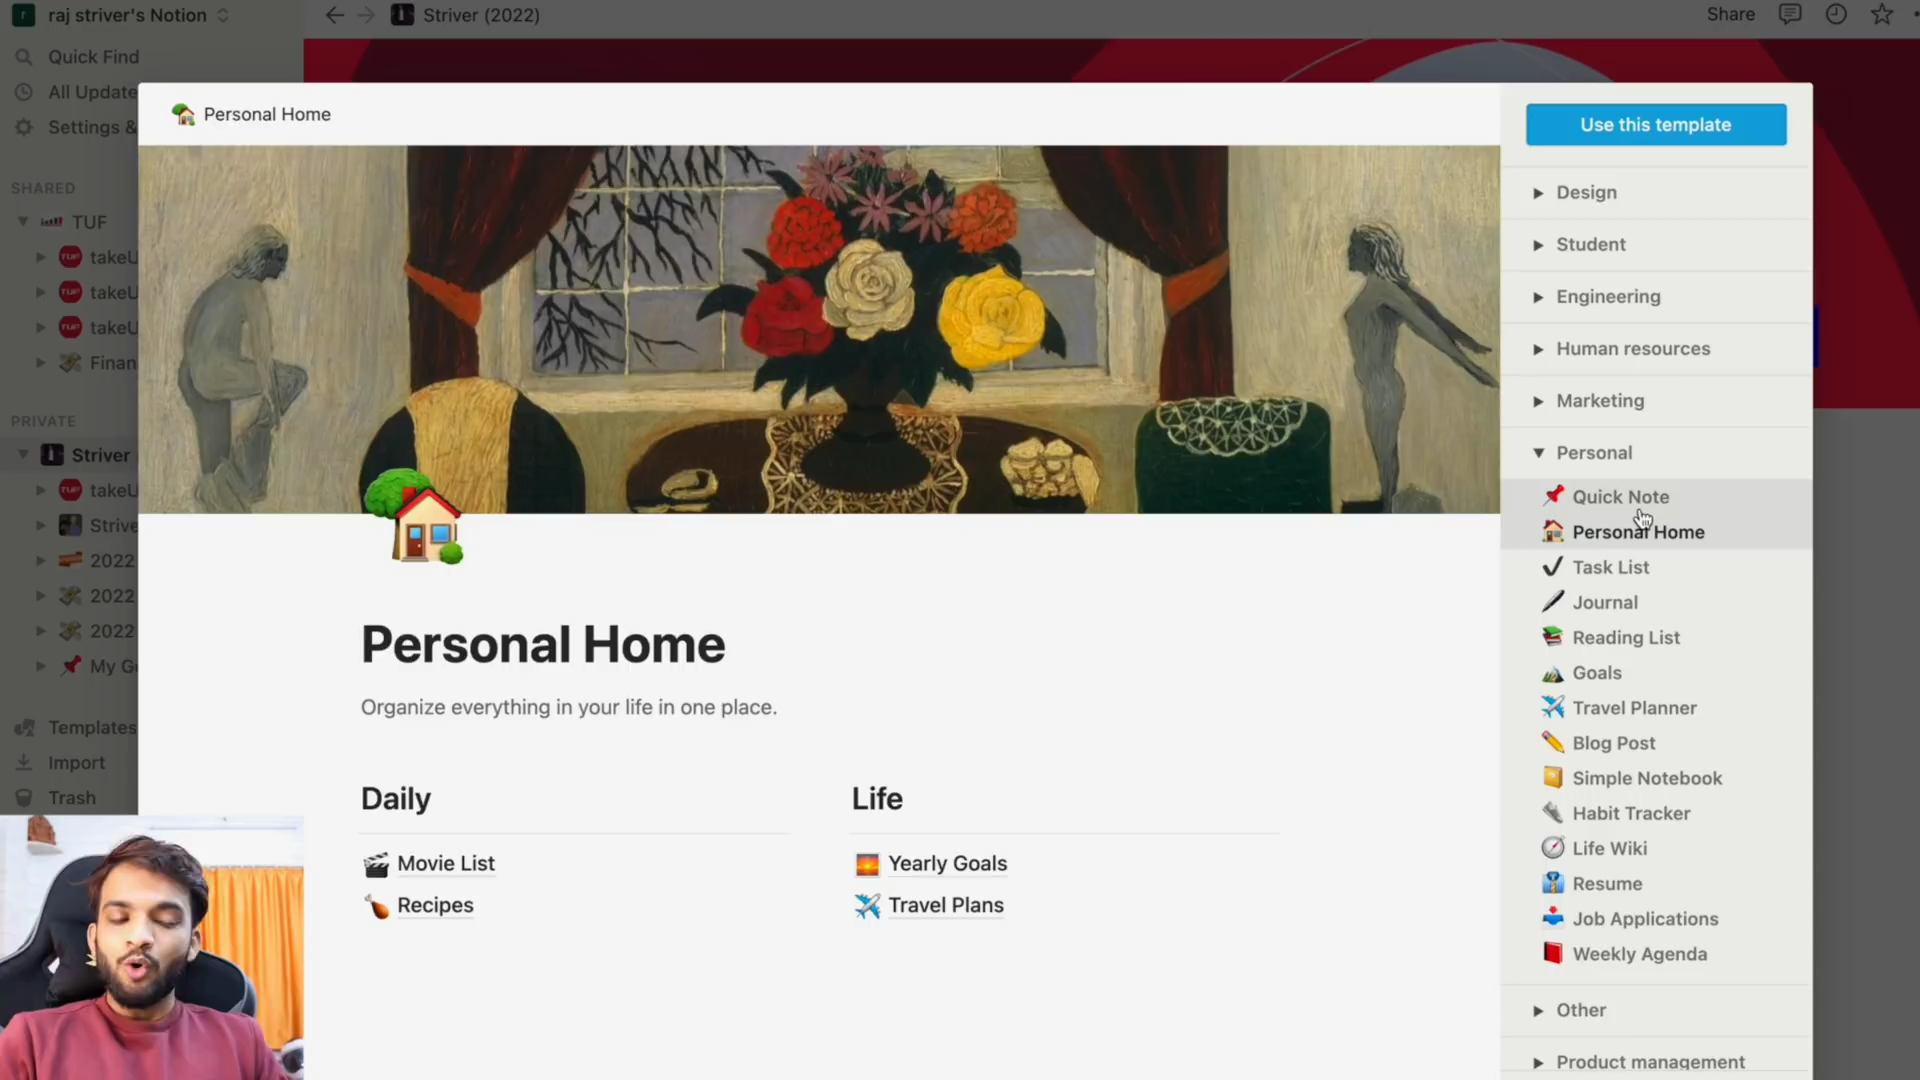 raj striver's Notion
Striver (2022)
Share
Quick Find
All Update
Settings &
SHARED
TUF
takeU
takeU
takeU
Finan
PRIVATE
Striver
takeU
Strive
2022
2022
2022
My G
Templates
Import
Trash
Personal Home
Personal Home
Organize everything in your life in one place.
Daily
Movie List
Recipes
Life
Yearly Goals
Travel Plans
Use this template
Design
Student
Engineering
Human resources
Marketing
Personal
Quick Note
Personal Home
Task List
Journal
Reading List
Goals
Travel Planner
Blog Post
Simple Notebook
Habit Tracker
Life Wiki
Resume
Job Applications
Weekly Agenda
Other
Product management